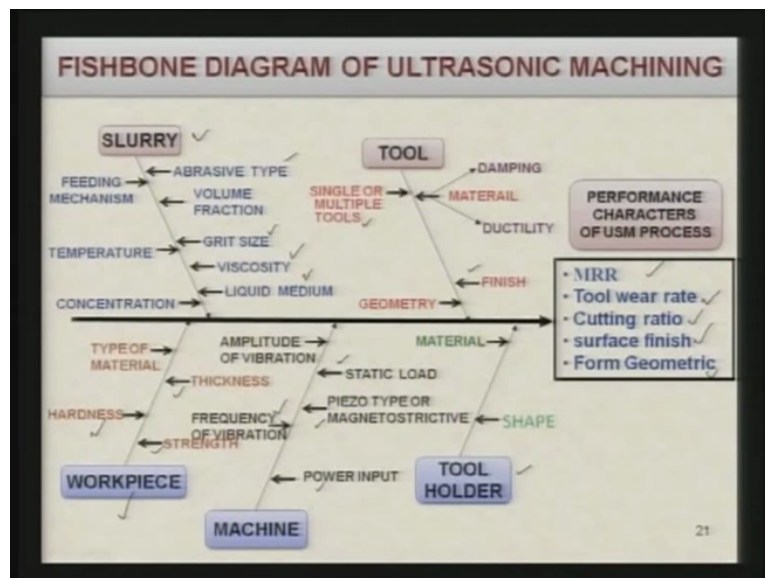 FISHBONE DIAGRAM OF ULTRASONIC MACHINING
SLURRY
ABRASIVE TYPE
FEEDING
MECHANISM
VOLUME
FRACTION
GRIT SIZE
TEMPERATURE
VISCOSITY
LIQUID MEDIUM
CONCENTRATION
TOOL
DAMPING
SINGLE OR
MULTIPLE
TOOLS
MATERAIL
DUCTILITY
FINISH
GEOMETRY
PERFORMANCE
CHARACTERS
OF USM PROCESS
· MRR
· Tool wear rate
· Cutting ratio
· surface finish
· Form Geometric
TYPE OF
MATERIAL
THICKNESS
HARDNESS
STRENGTH
WORKPIECE
AMPLITUDE
OF VIBRATION
STATIC LOAD
PIEZO TYPE OR
MAGNETOSTRICTIVE
FREQUENCY
OF VIBRATION
POWER INPUT
MACHINE
MATERIAL
SHAPE
TOOL
HOLDER
21